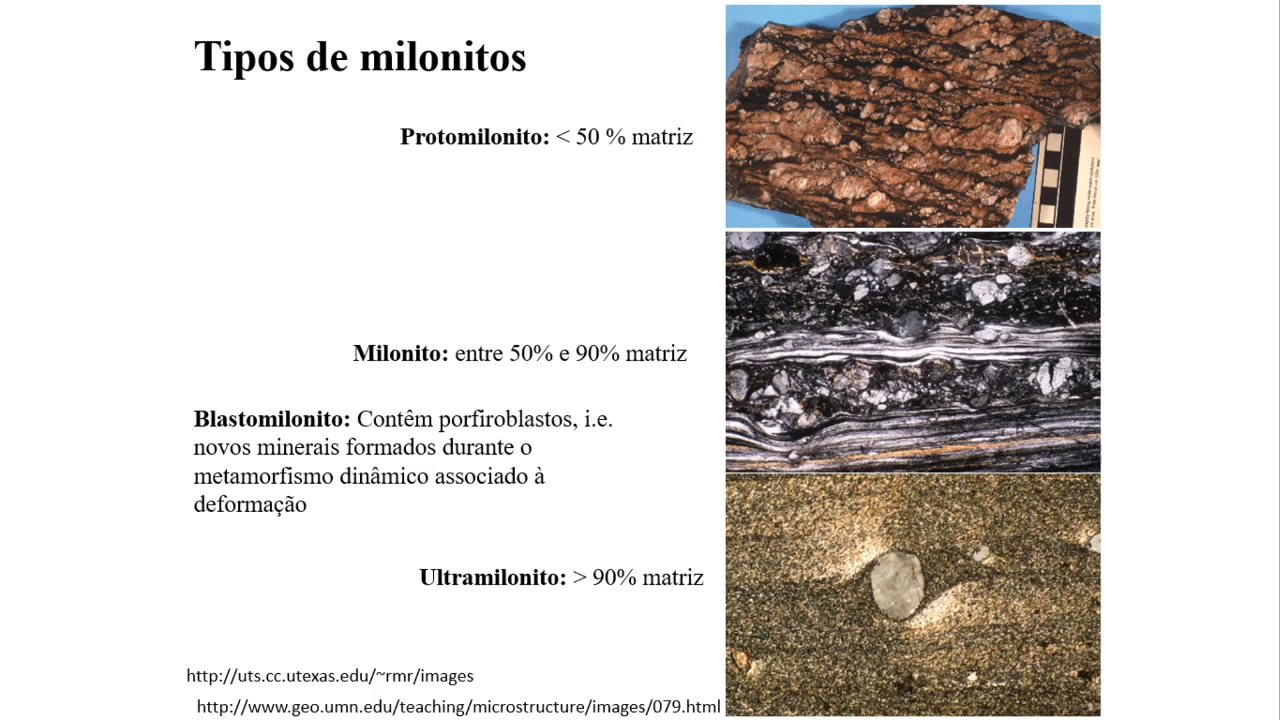 Tipos de milonitos
Protomilonito: < 50 % matriz
Milonito: entre 50% e 90% matriz
Blastomilonito: Contêm porfiroblastos, i.e.
novos minerais formados durante o
metamorfismo dinâmico associado à
deformação
Ultramilonito: > 90% matriz
http://uts.cc.utexas.edu/~rmr/images
http://www.geo.umn.edu/teaching/microstructure/images/079.html